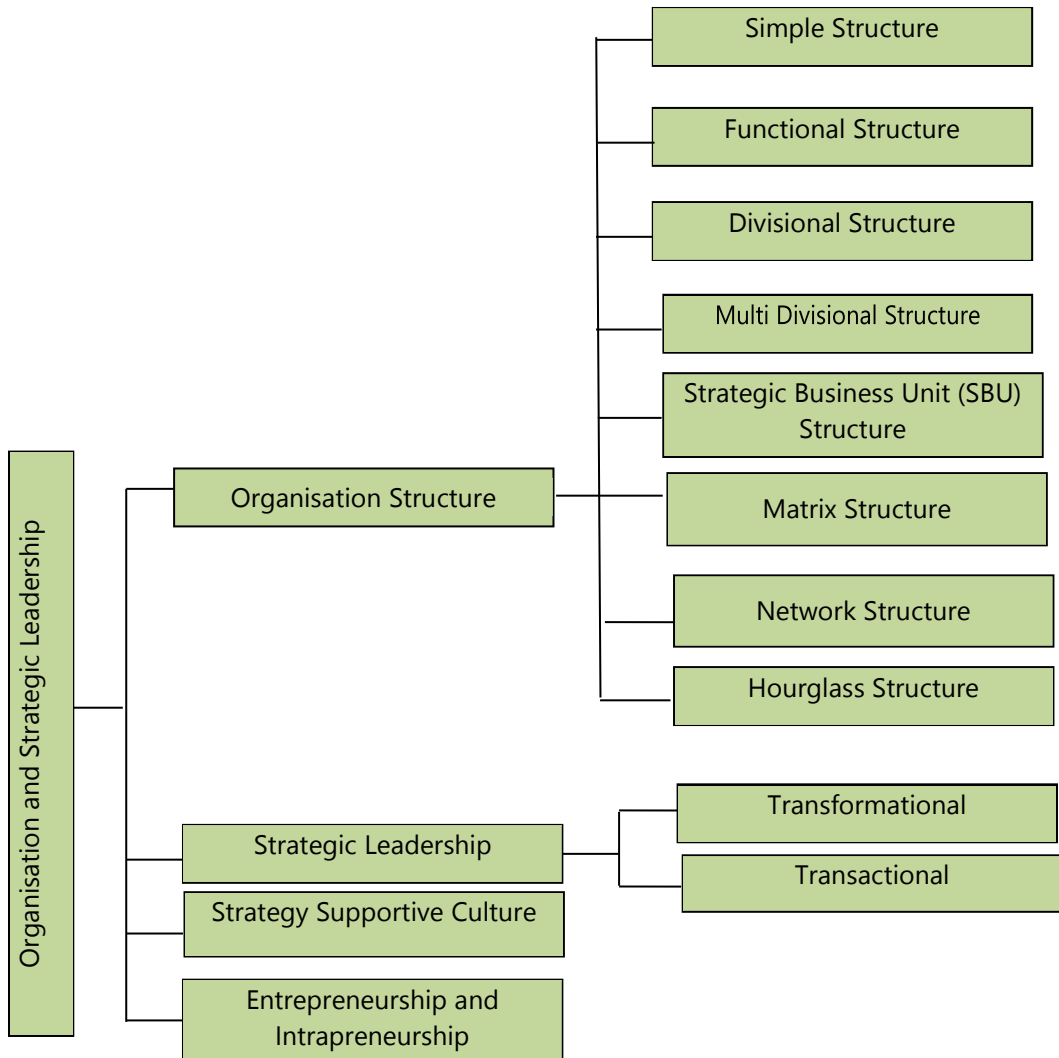 Simple Structure
Functional Structure
Divisional Structure
Multi Divisional Structure
Strategic Business Unit (SBU)
Structure
Organisation Structure
Matrix Structure
Network Structure
Hourglass Structure
Organisation and Strategic Leadership
Strategic Leadership
Transformational
Transactional
Strategy Supportive Culture
Entrepreneurship and
Intrapreneurship